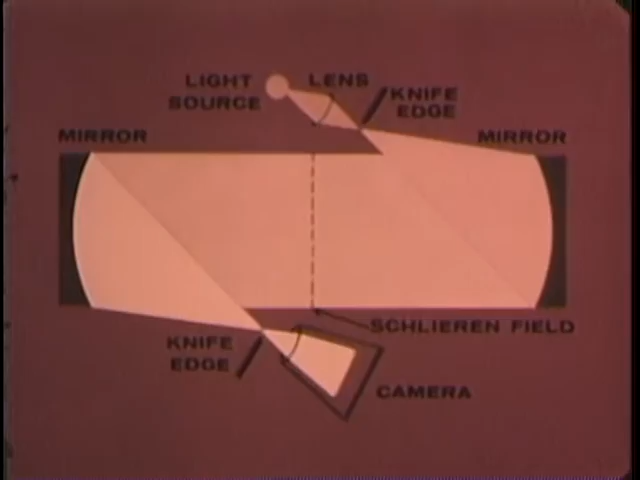 LIGHT
SOURCE
LENS
KNIFE
EDGE
MIRROR
MIRROR
SCHLIEREN FIELD
KNIFE
EDGE
CAMERA